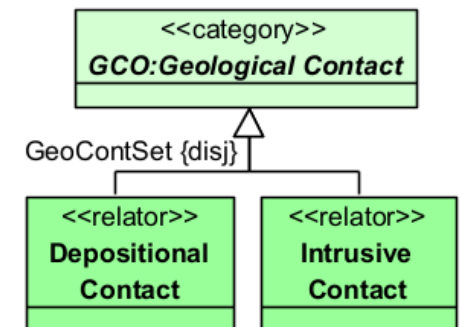 <<category>>
GCO:Geological Contact
GeoContSet {disj}
<<relator>>
Depositional
Contact
<<relator>>
Intrusive
Contact